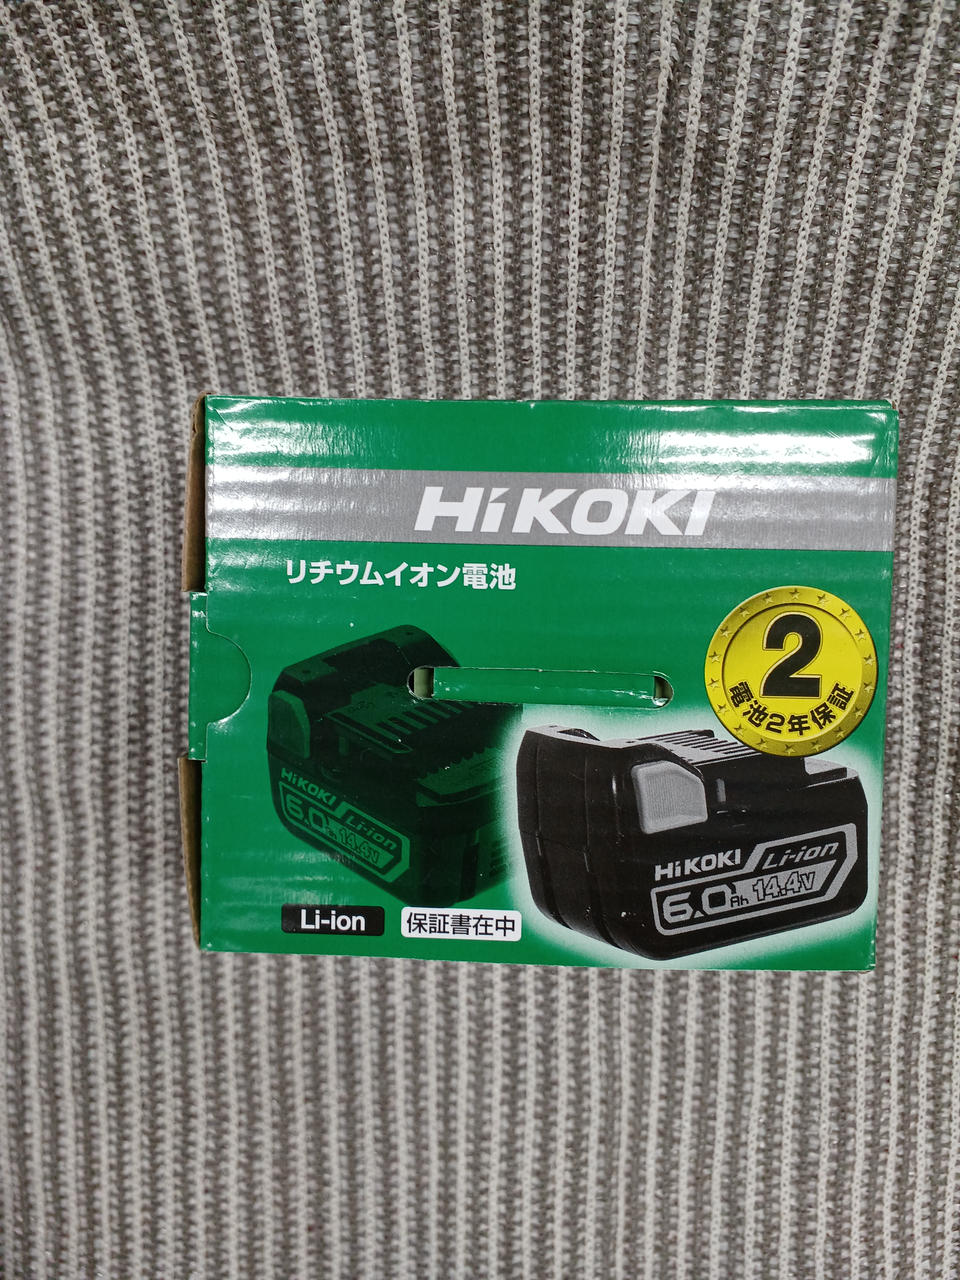 HiKOKI
リチウムイオン電池
2
電池2年保証
HiKOKI
Li-ion
6.0Ah 14.4V
HiKOKI
Li-ion
6.0Ah 14.4V
Li-ion
保証書在中